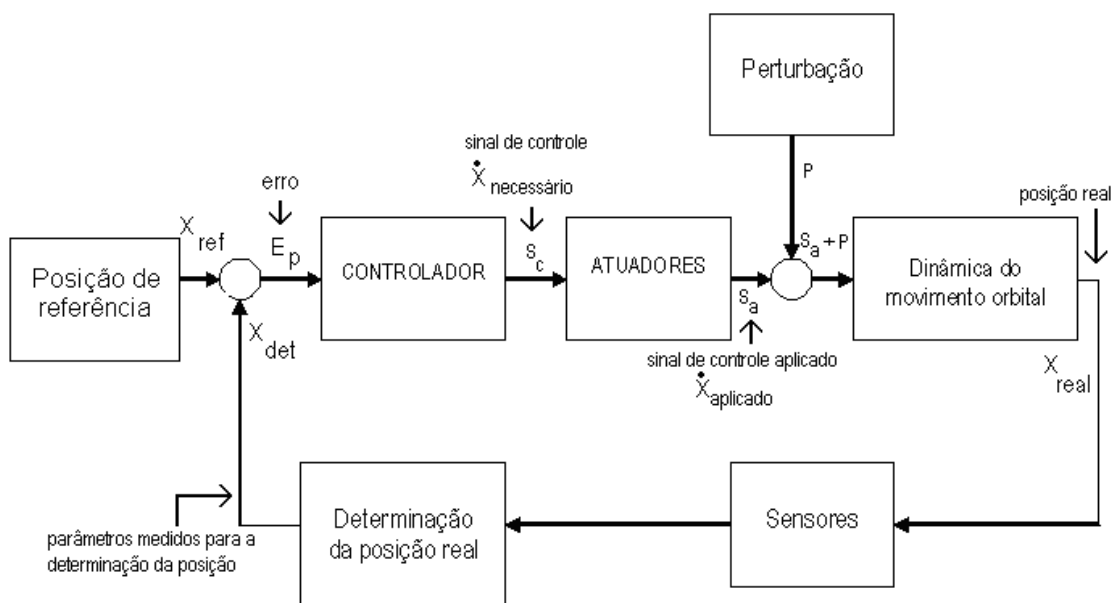 Perturbação
sinal de controle
Ẋ necessário
P
posição real
erro
X ref
E p
CONTROLADOR
S c
ATUADORES
S a + P
Posição de
referência
Dinâmica do
movimento orbital
X det
S a
sinal de controle aplicado
Ẋ aplicado
X real
Determinação
da posição real
Sensores
parâmetros medidos para a
determinação da posição